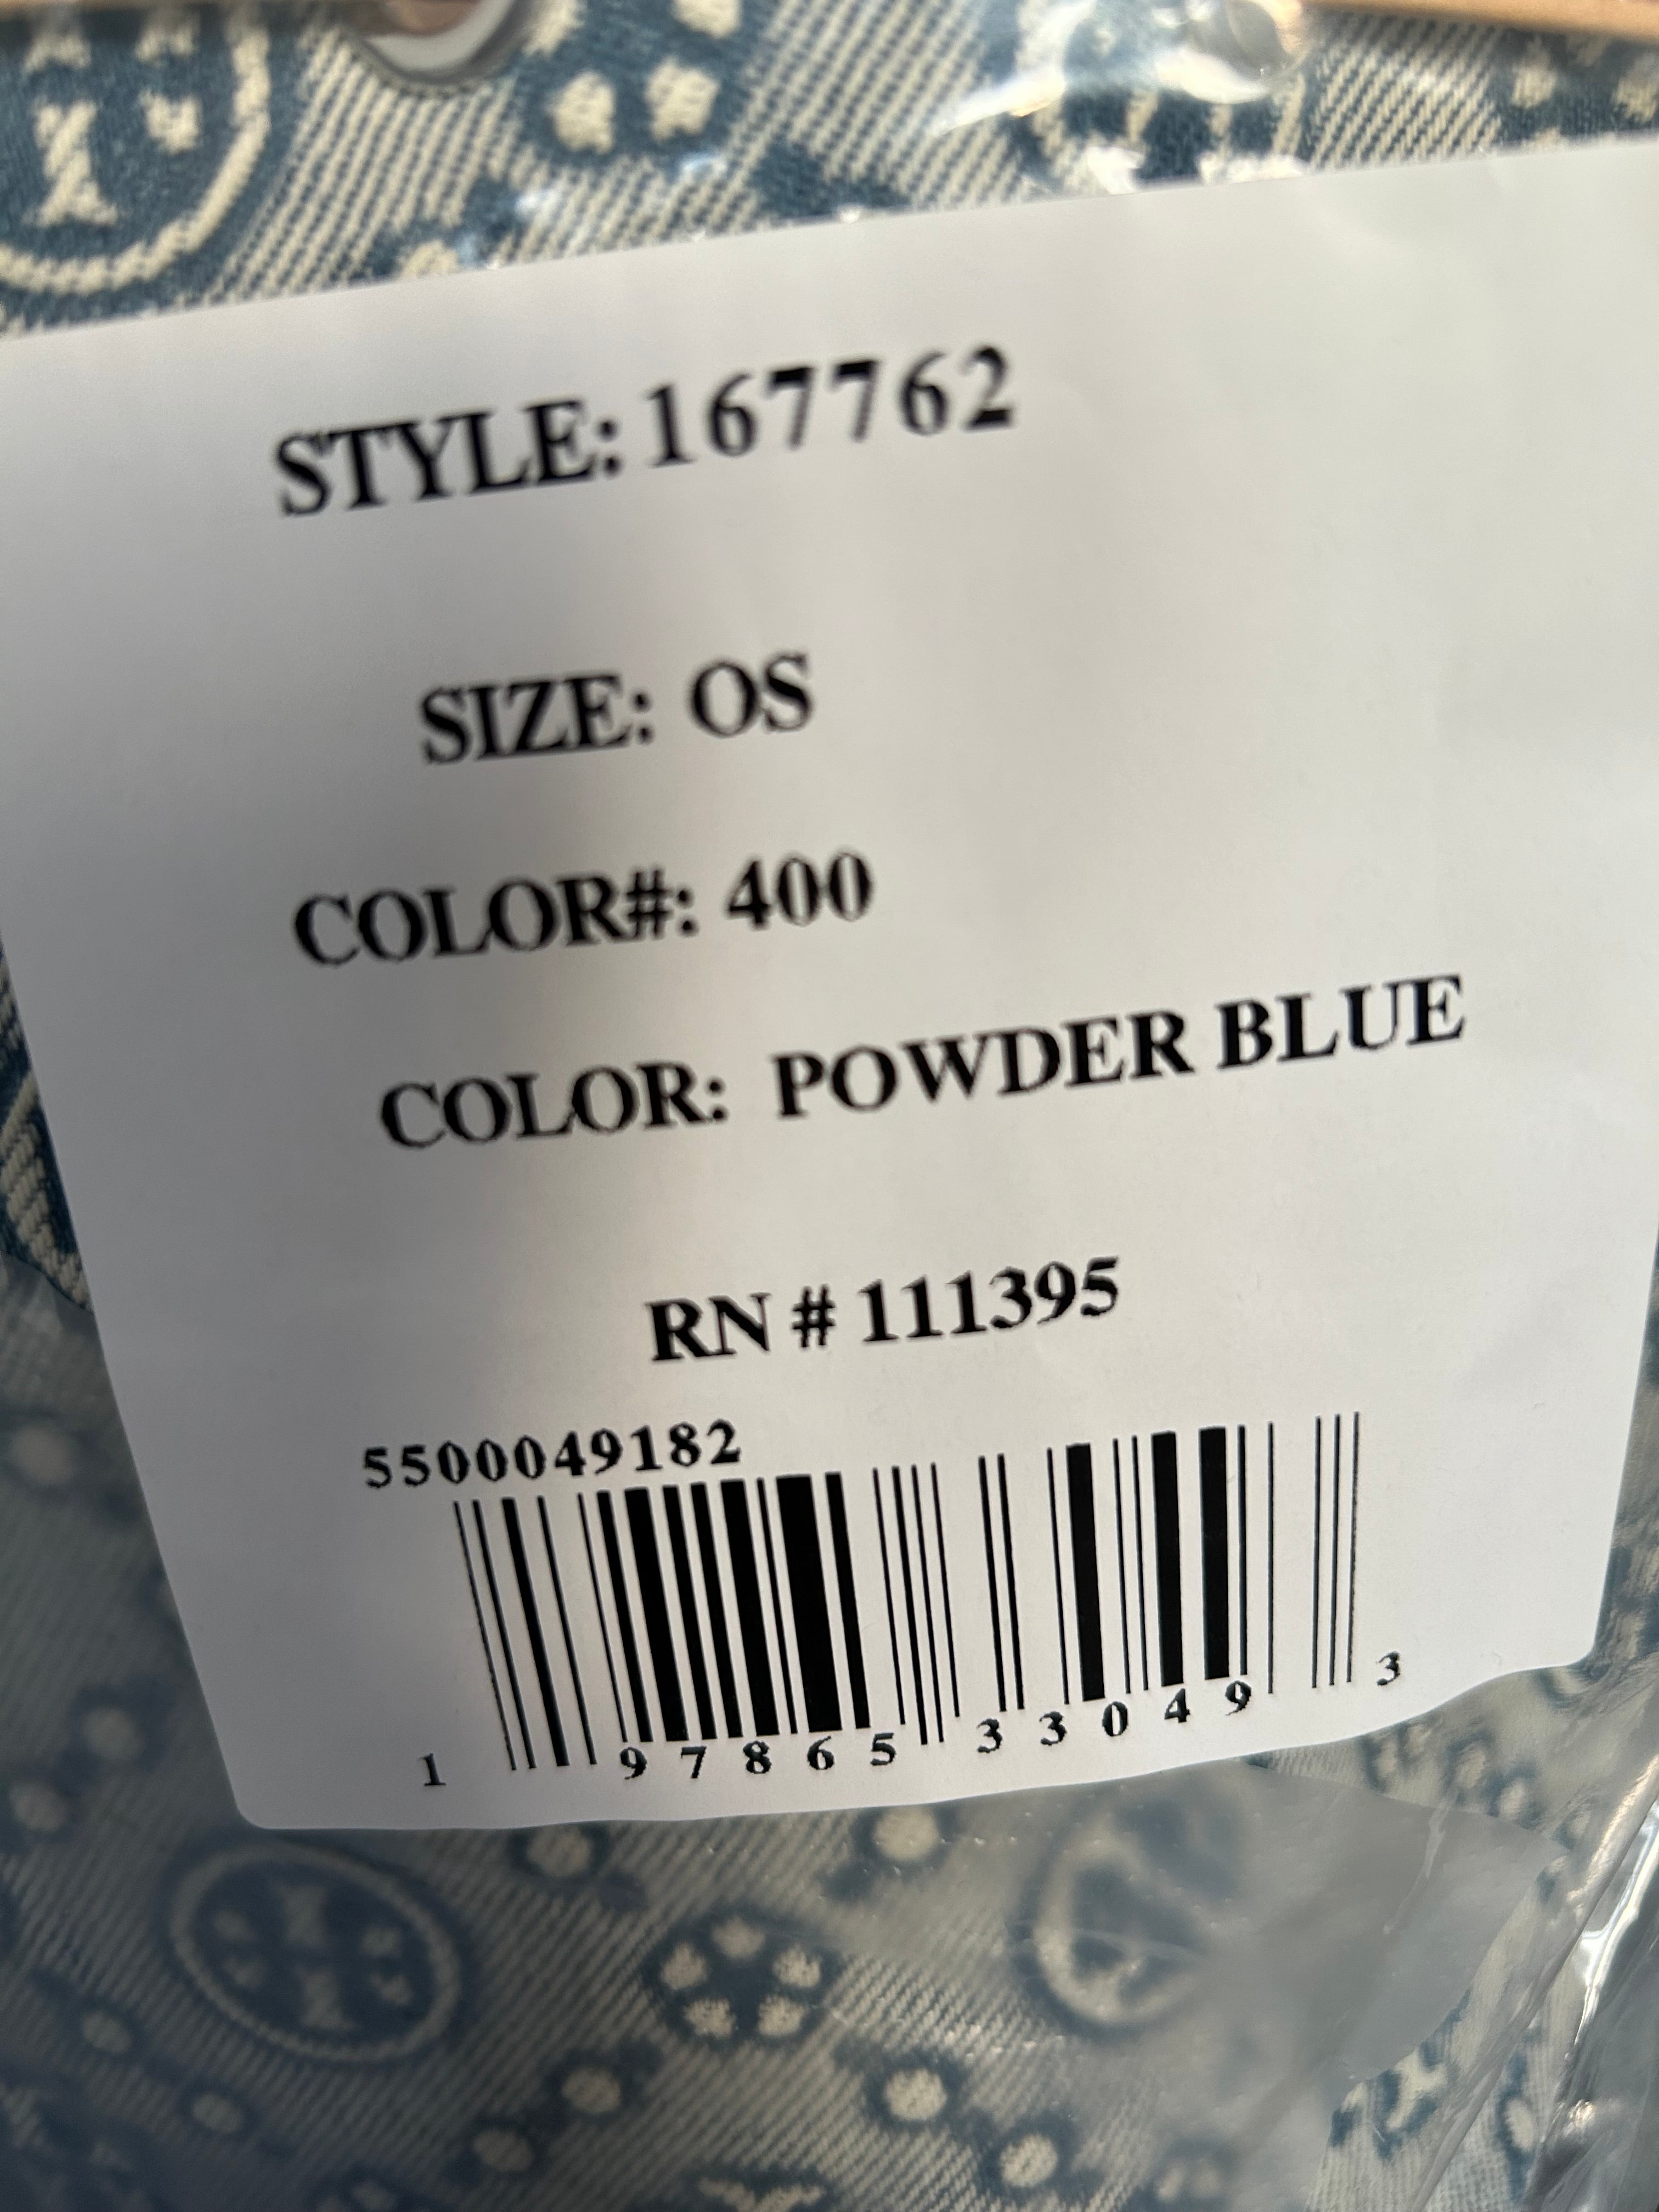 STYLE: 167762
SIZE: OS
COLOR#: 400
COLOR: POWDER BLUE
RN # 111395
5500049182
1 97865 33049 3